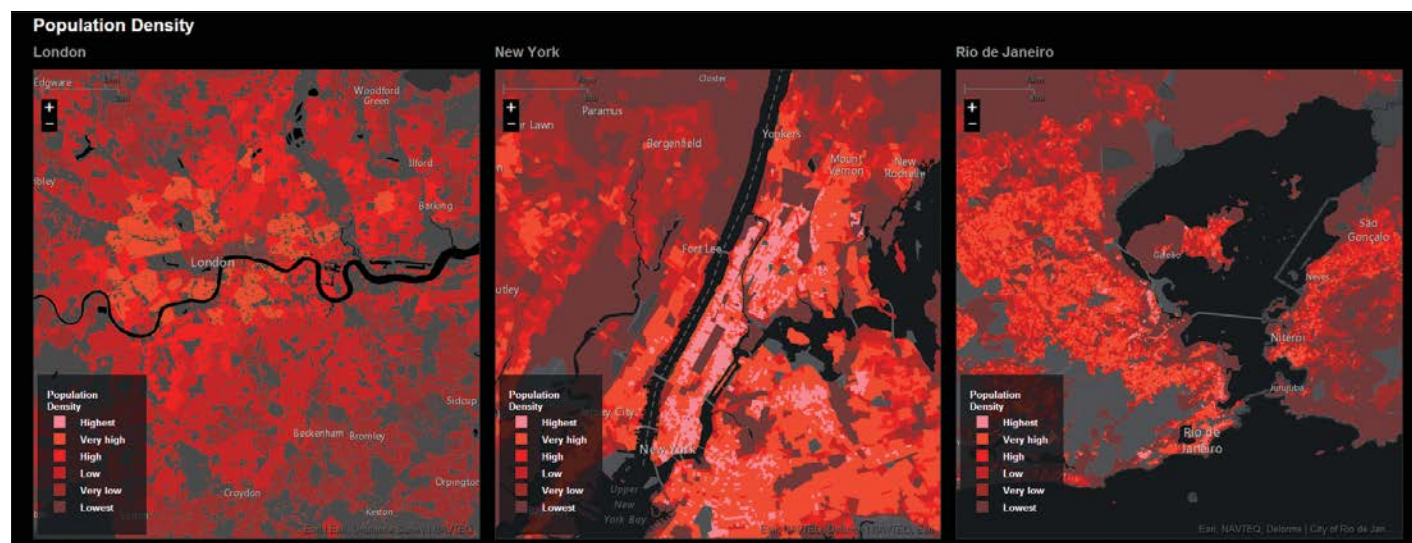 Population Density
London
New York
Rio de Janeiro
Edgware
Woodford
Green
Ilford
Barking
London
Sidcup
Beckenham Bromley
Orpington
Croydon
Keston
+
−
Population
Density
Highest
Very high
High
Low
Very low
Lowest
Closter
Paramus
Lawn
Bergenfield
Yonkers
Mount
Vernon
New
Rochelle
Fort Lee
City
New York
Upper
New
York Bay
+
−
Population
Density
Highest
Very high
High
Low
Very low
Lowest
São
Gonçalo
Galeão
Neves
Niterói
Jurujuba
Rio de
Janeiro
+
−
Population
Density
Highest
Very high
High
Low
Very low
Lowest
Esri, NAVTEQ, Delorme | City of Rio de Jan...